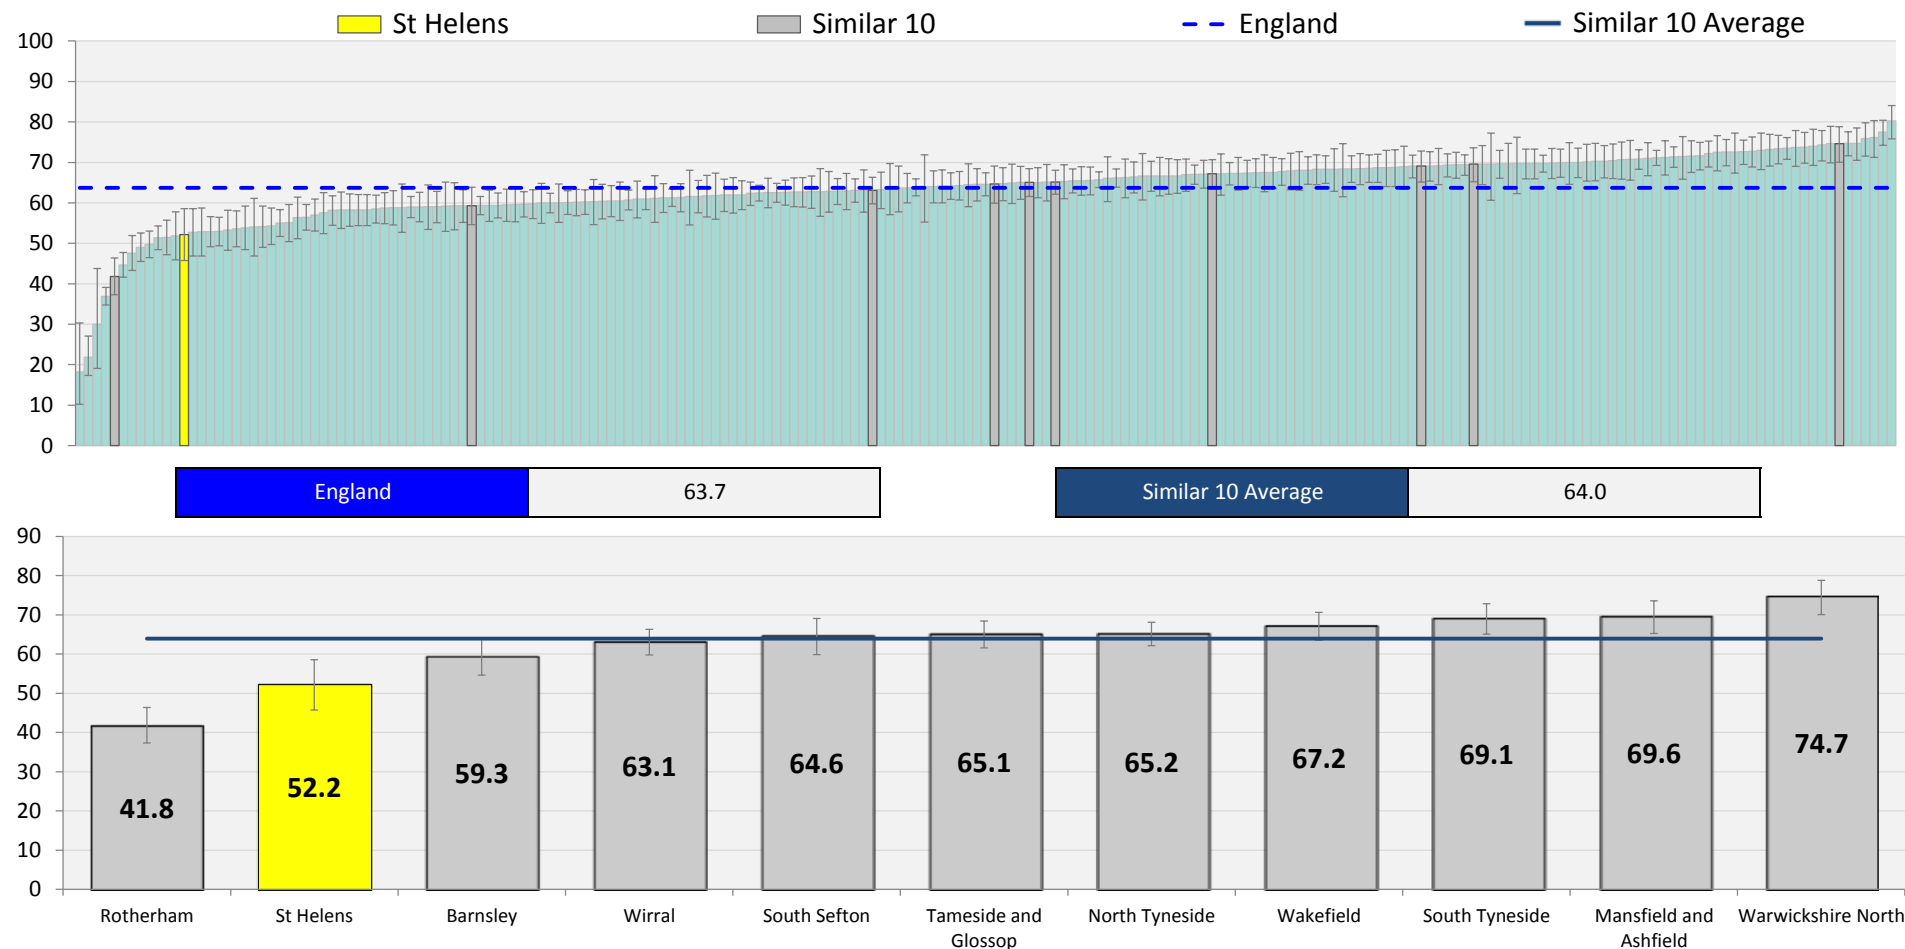 St Helens
Similar 10
England
Similar 10 Average
100
90
80
70
60
50
40
30
20
10
0
England 63.7
Similar 10 Average 64.0
90
80
70
60
50
40
30
20
10
0
41.8
52.2
59.3
63.1
64.6
65.1
65.2
67.2
69.1
69.6
74.7
Rotherham
St Helens
Barnsley
Wirral
South Sefton
Tameside and
Glossop
North Tyneside
Wakefield
South Tyneside
Mansfield and
Ashfield
Warwickshire North